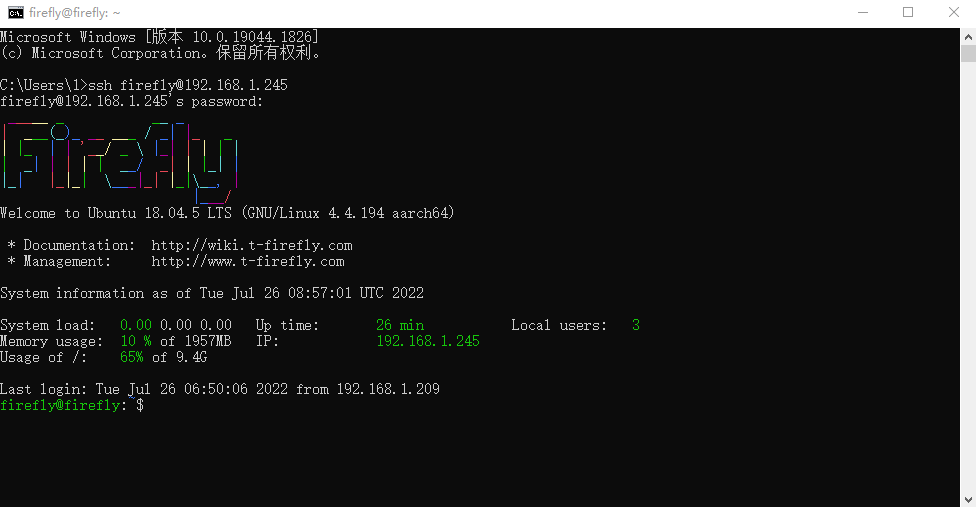 firefly@firefly: ~
Microsoft Windows [版本 10.0.19044.1826]
(c) Microsoft Corporation。保留所有权利。
C:\Users\1>ssh firefly@192.168.1.245
firefly@192.168.1.245's password:
Firefly
Welcome to Ubuntu 18.04.5 LTS (GNU/Linux 4.4.194 aarch64)
* Documentation:  http://wiki.t-firefly.com
* Management:     http://www.t-firefly.com
System information as of Tue Jul 26 08:57:01 UTC 2022
System load:   0.00 0.00 0.00   Up time:       26 min           Local users:   3
Memory usage:  10 % of 1957MB   IP:            192.168.1.245
Usage of /:    65% of 9.4G
Last login: Tue Jul 26 06:50:06 2022 from 192.168.1.209
firefly@firefly:~$